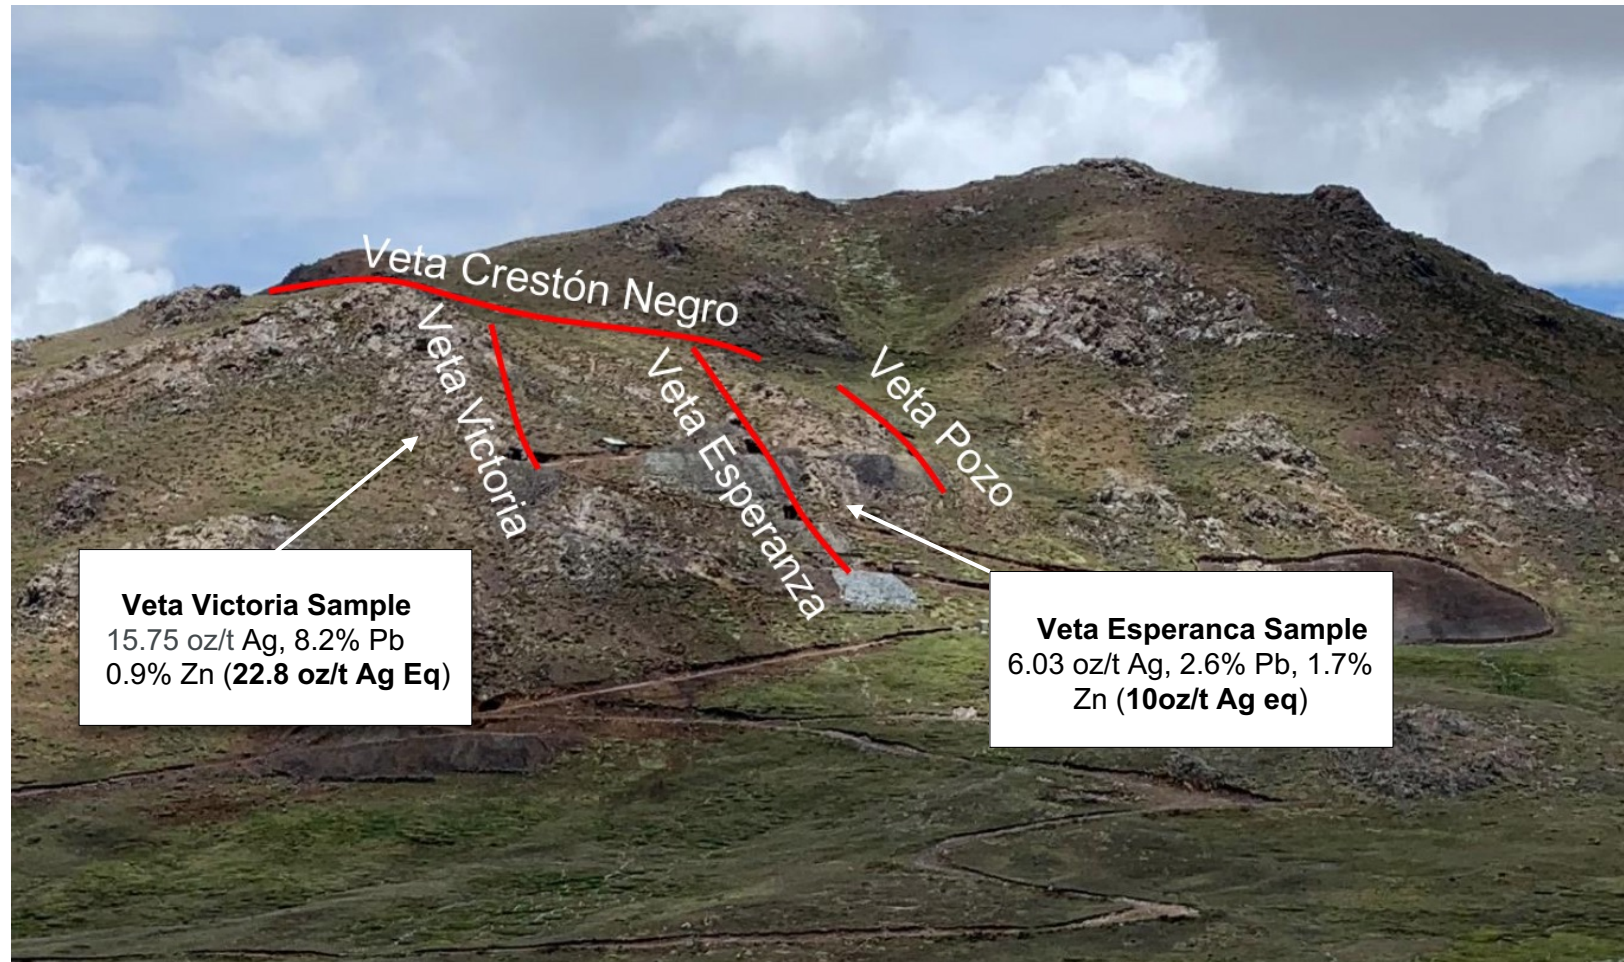 Veta Crestón Negro
Veta Victoria
Veta Esperanza
Veta Pozo
Veta Victoria Sample
15.75 oz/t Ag, 8.2% Pb
0.9% Zn (22.8 oz/t Ag Eq)
Veta Esperanca Sample
6.03 oz/t Ag, 2.6% Pb, 1.7%
Zn (10oz/t Ag eq)